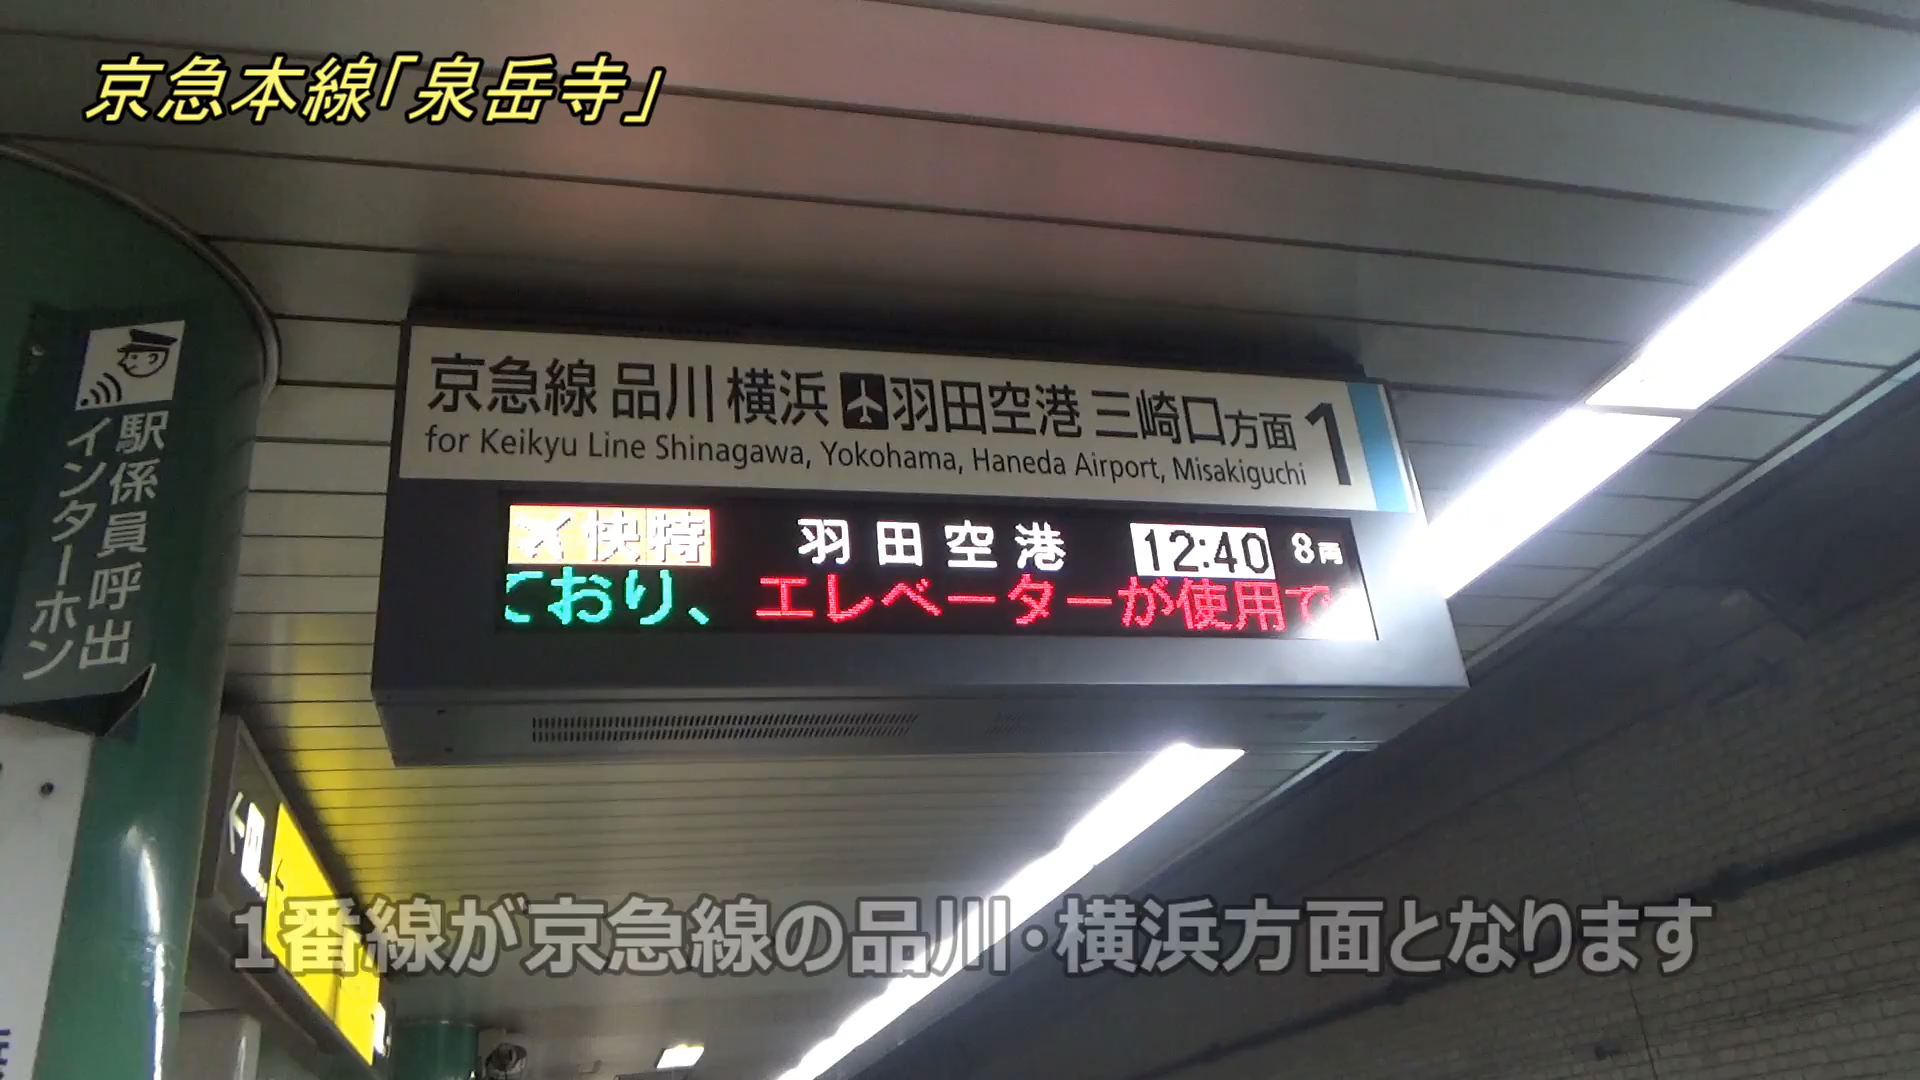 京急本線「泉岳寺」
京急線 品川 横浜 羽田空港 三崎口方面 1
for Keikyu Line Shinagawa, Yokohama, Haneda Airport, Misakiguchi
快特 羽田空港 12:40 8両
ており、 エレベーターが使用で
駅係員呼出
インターホン
1番線が京急線の品川・横浜方面となります